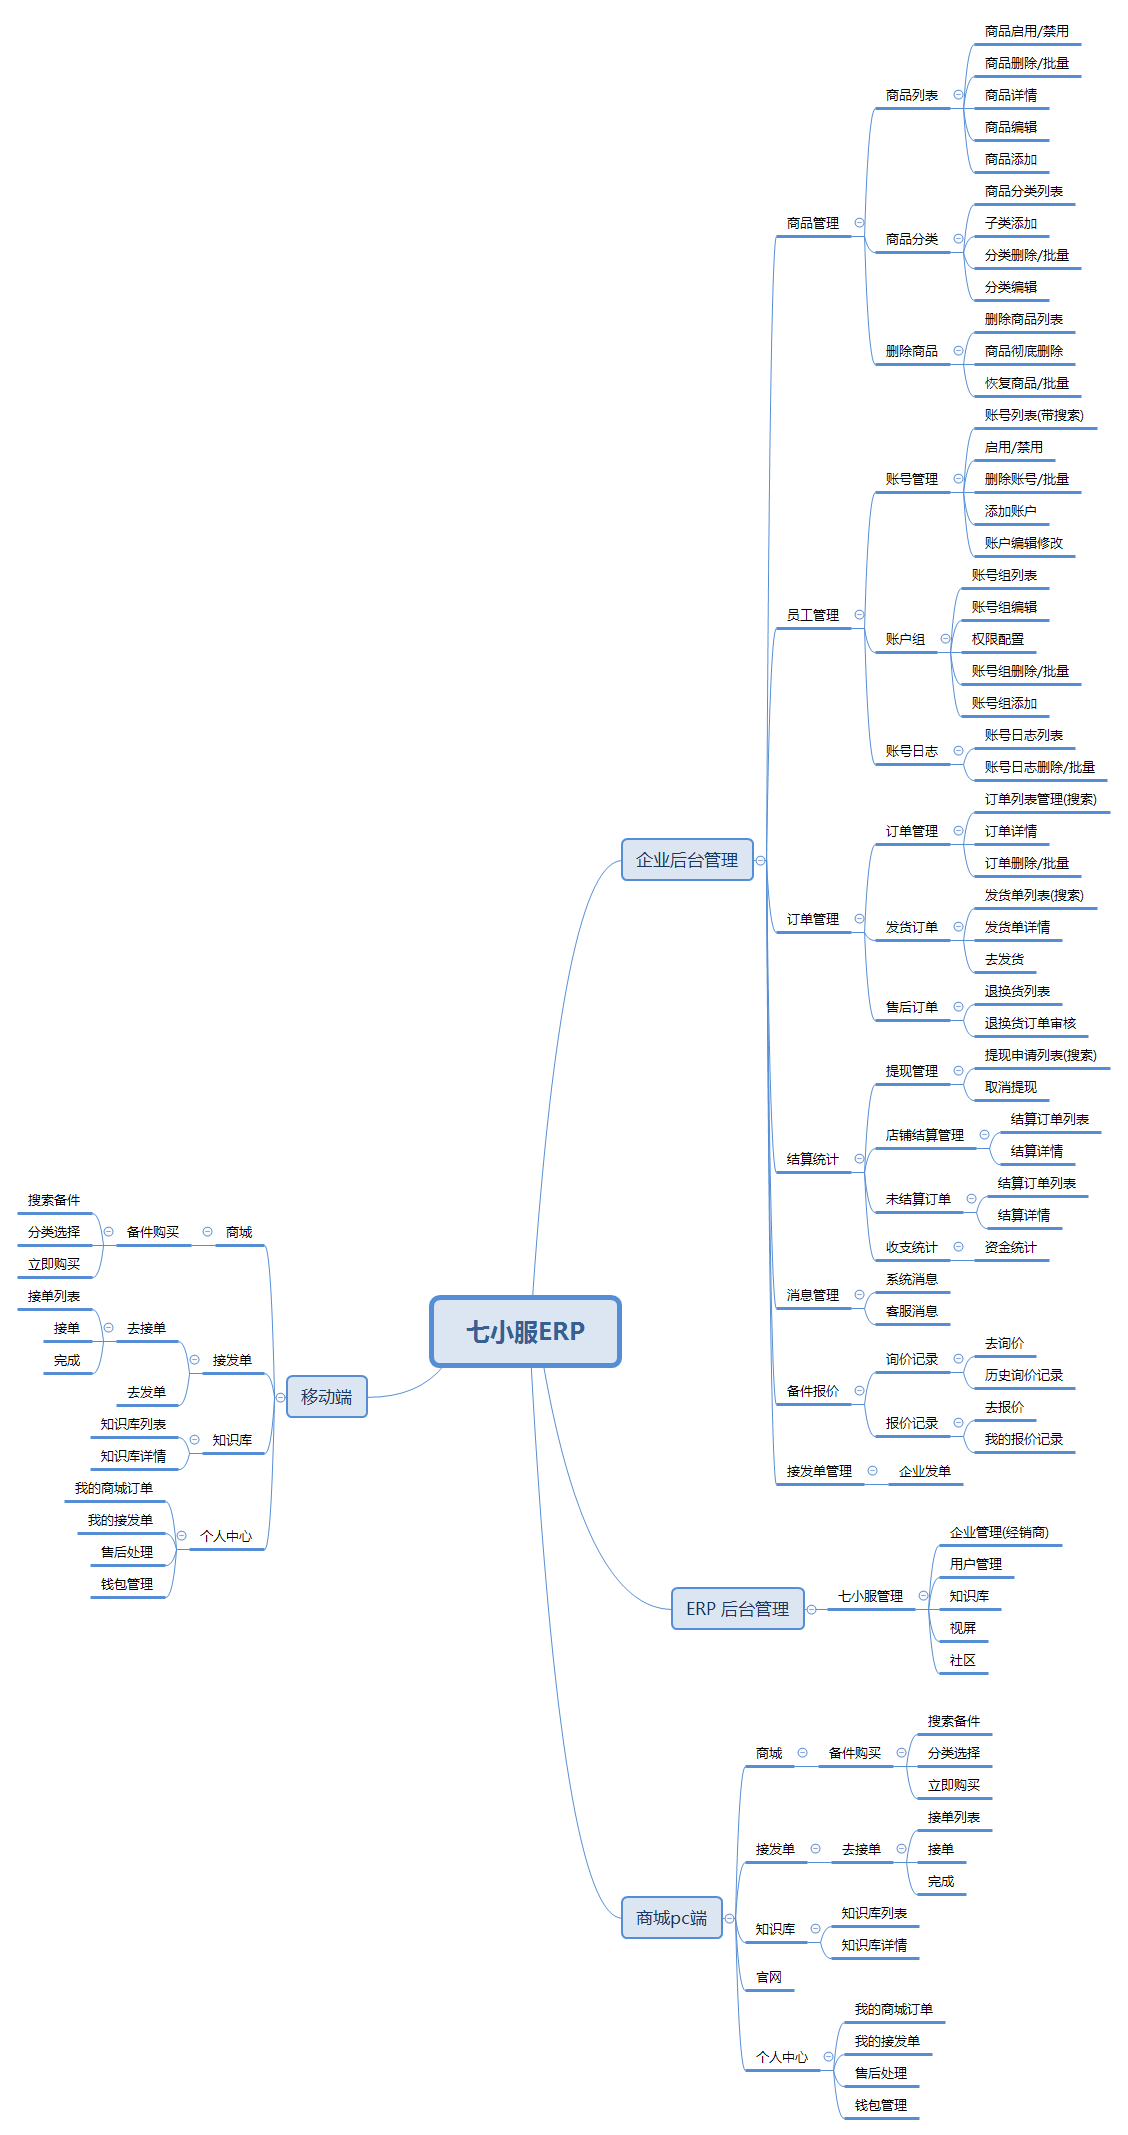 七小服ERP
企业后台管理
商品管理
商品列表
商品启用/禁用
商品删除/批量
商品详情
商品编辑
商品添加
商品分类
商品分类列表
子类添加
分类删除/批量
分类编辑
删除商品
删除商品列表
商品彻底删除
恢复商品/批量
员工管理
账号管理
账号列表(带搜索)
启用/禁用
删除账号/批量
添加账户
账户编辑修改
账户组
账号组列表
账号组编辑
权限配置
账号组删除/批量
账号组添加
账号日志
账号日志列表
账号日志删除/批量
订单管理
订单管理
订单列表管理(搜索)
订单详情
订单删除/批量
发货订单
发货单列表(搜索)
发货单详情
去发货
售后订单
退换货列表
退换货订单审核
结算统计
提现管理
提现申请列表(搜索)
取消提现
店铺结算管理
结算订单列表
结算详情
未结算订单
结算订单列表
结算详情
收支统计
资金统计
消息管理
系统消息
客服消息
备件报价
询价记录
去询价
历史询价记录
报价记录
去报价
我的报价记录
接发单管理
企业发单
ERP 后台管理
七小服管理
企业管理(经销商)
用户管理
知识库
视屏
社区
商城pc端
商城
备件购买
搜索备件
分类选择
立即购买
接发单
去接单
接单列表
接单
完成
知识库
知识库列表
知识库详情
官网
个人中心
我的商城订单
我的接发单
售后处理
钱包管理
移动端
商城
备件购买
搜索备件
分类选择
立即购买
接发单
去接单
接单列表
接单
完成
去发单
知识库
知识库列表
知识库详情
个人中心
我的商城订单
我的接发单
售后处理
钱包管理